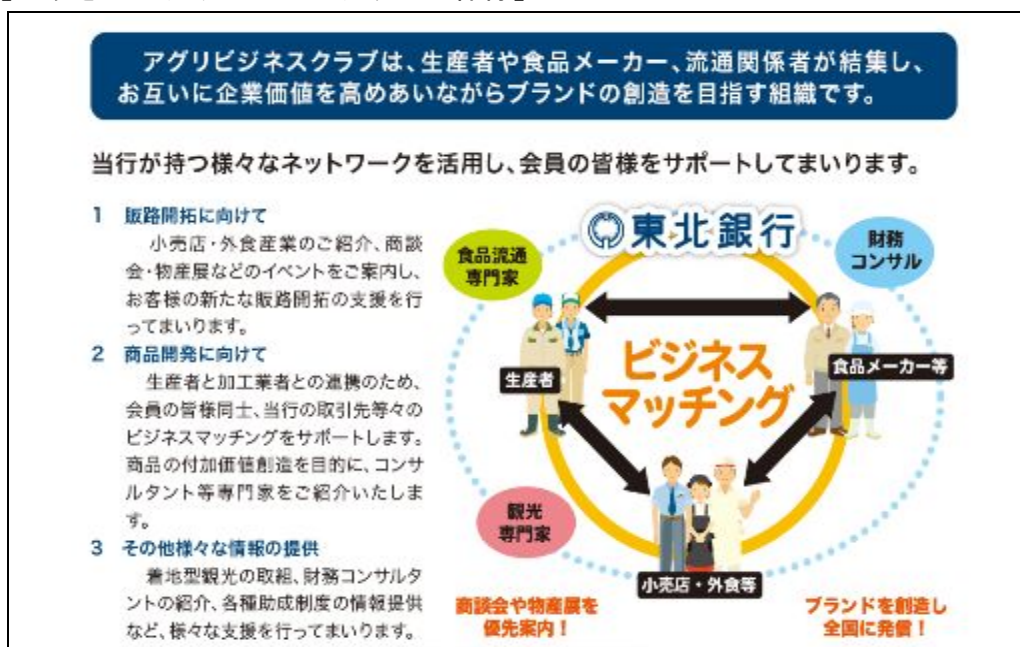 アグリビジネスクラブは、生産者や食品メーカー、流通関係者が結集し、
お互いに企業価値を高めあいながらブランドの創造を目指す組織です。
当行が持つ様々なネットワークを活用し、会員の皆様をサポートしてまいります。
1 販路開拓に向けて
小売店・外食産業のご紹介、商談
会・物産展などのイベントをご案内し、
お客様の新たな販路開拓の支援を行
ってまいります。
2 商品開発に向けて
生産者と加工業者との連携のため、
会員の皆様同士、当行の取引先等々の
ビジネスマッチングをサポートします。
商品の付加価値創造を目的に、コンサ
ルタント等専門家をご紹介いたしま
す。
3 その他様々な情報の提供
着地型観光の取組、財務コンサルタ
ントの紹介、各種助成制度の情報提供
など、様々な支援を行ってまいります。
東北銀行
食品流通
専門家
財務
コンサル
ビジネス
マッチング
生産者
食品メーカー等
観光
専門家
小売店・外食等
商談会や物産展を
優先案内！
ブランドを創造し
全国に発信！